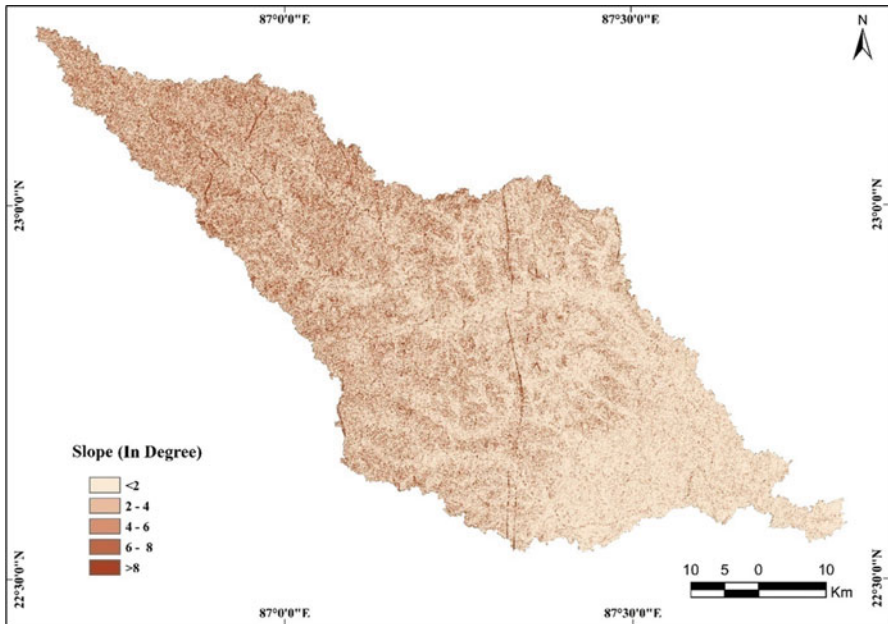 87°0'0"E 87°30'0"E
N
23°0'0"N 23°0'0"N
Slope (In Degree)
<2
2 - 4
4 - 6
6 - 8
>8
10 5 0 10
Km
22°30'0"N 22°30'0"N
87°0'0"E 87°30'0"E